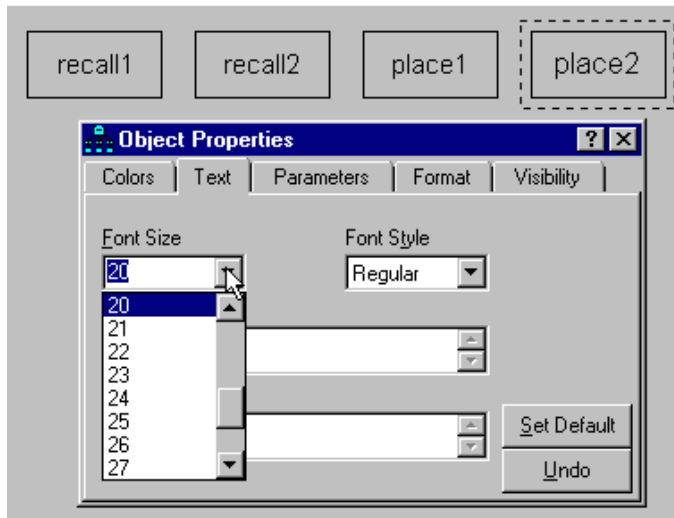 recall1 recall2 place1 place2
Object Properties
Colors Text Parameters Format Visibility
Font Size Font Style
20 Regular
20
21
22
23
24
25
26
27
Set Default
Undo